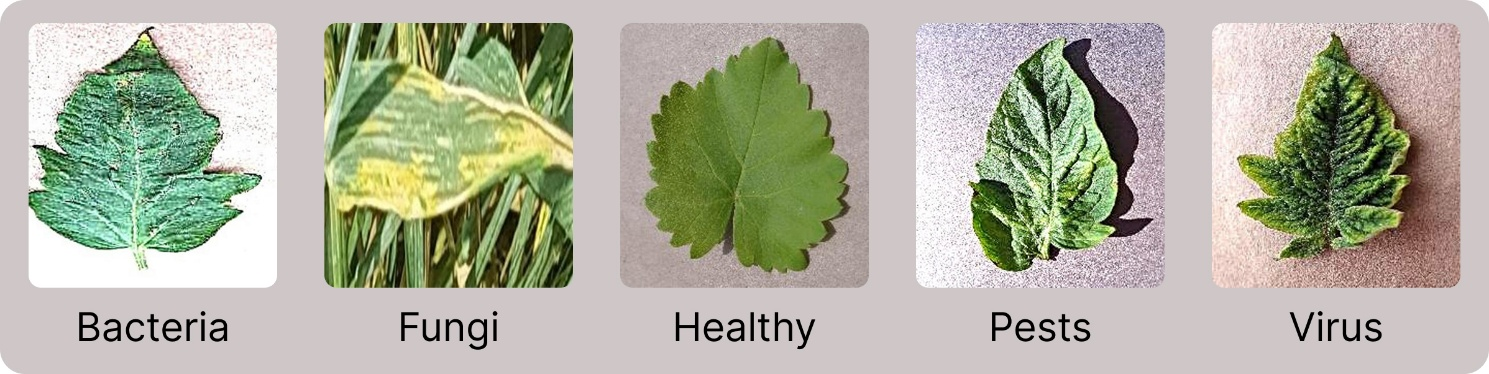 Bacteria
Fungi
Healthy
Pests
Virus